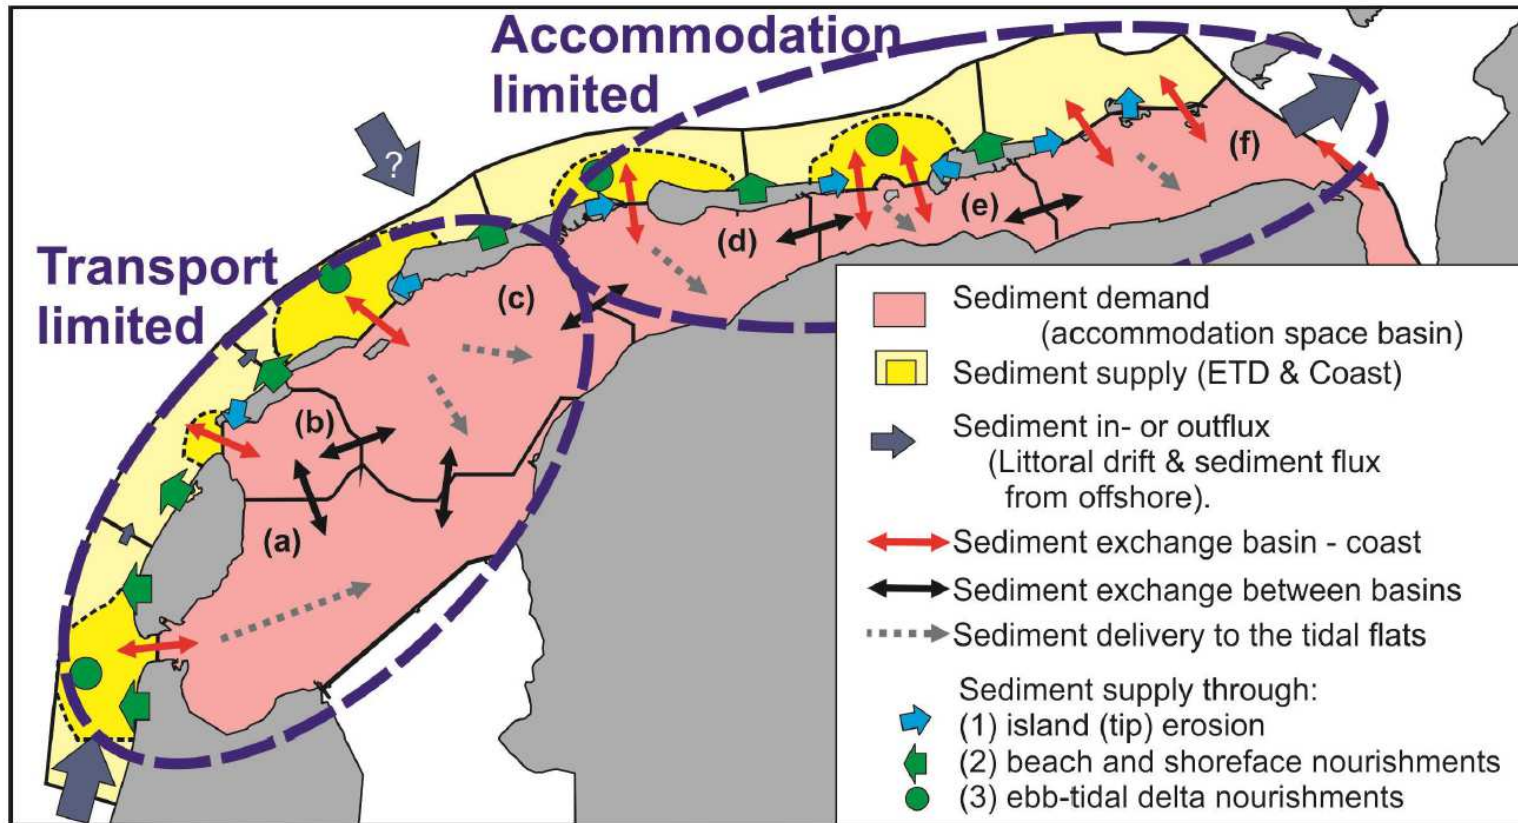 Accommodation
limited
Transport
limited
?
(a)
(b)
(c)
(d)
(e)
(f)
Sediment demand
(accommodation space basin)
Sediment supply (ETD & Coast)
Sediment in- or outflux
(Littoral drift & sediment flux
from offshore).
Sediment exchange basin - coast
Sediment exchange between basins
Sediment delivery to the tidal flats
Sediment supply through:
(1) island (tip) erosion
(2) beach and shoreface nourishments
(3) ebb-tidal delta nourishments